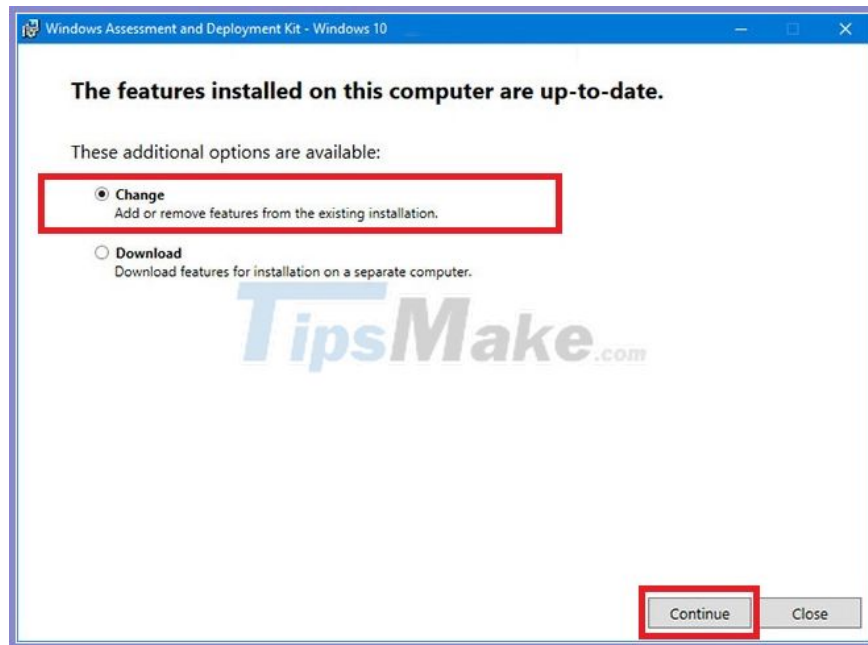 Windows Assessment and Deployment Kit - Windows 10
The features installed on this computer are up-to-date.
These additional options are available:
Change
Add or remove features from the existing installation.
Download
Download features for installation on a separate computer.
TipsMake.com
Continue
Close